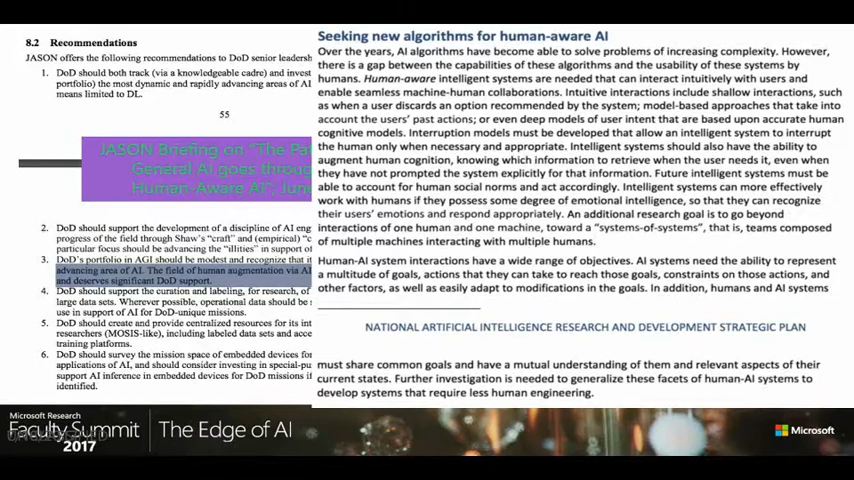 8.2 Recommendations
JASON offers the following recommendations to DoD senior leadersh
1. DoD should both track (via a knowledgeable cadre) and invest
portfolio) the most dynamic and rapidly advancing areas of AI
means limited to DL.
55
JASON Briefing on "The Pa
General AI goes throu
Human-Aware AI"; Jun
2. DoD should support the development of a discipline of AI eng
progress of the field through Shaw's "craft" and (empirical) "c
particular focus should be advancing the "ilities" in support of
3. DoD's portfolio in AGI should be modest and recognize that it
advancing area of AI. The field of human augmentation via AI
and deserves significant DoD support.
4. DoD should support the curation and labeling, for research, of
large data sets. Wherever possible, operational data should be s
use in support of AI for DoD-unique missions.
5. DoD should create and provide centralized resources for its int
researchers (MOSIS-like), including labeled data sets and acce
training platforms.
6. DoD should survey the mission space of embedded devices for
applications of AI, and should consider investing in special-pu
support AI inference in embedded devices for DoD missions if
identified.
Seeking new algorithms for human-aware AI
Over the years, AI algorithms have become able to solve problems of increasing complexity. However,
there is a gap between the capabilities of these algorithms and the usability of these systems by
humans. Human-aware intelligent systems are needed that can interact intuitively with users and
enable seamless machine-human collaborations. Intuitive interactions include shallow interactions, such
as when a user discards an option recommended by the system; model-based approaches that take into
account the users' past actions; or even deep models of user intent that are based upon accurate human
cognitive models. Interruption models must be developed that allow an intelligent system to interrupt
the human only when necessary and appropriate. Intelligent systems should also have the ability to
augment human cognition, knowing which information to retrieve when the user needs it, even when
they have not prompted the system explicitly for that information. Future intelligent systems must be
able to account for human social norms and act accordingly. Intelligent systems can more effectively
work with humans if they possess some degree of emotional intelligence, so that they can recognize
their users' emotions and respond appropriately. An additional research goal is to go beyond
interactions of one human and one machine, toward a "systems-of-systems", that is, teams composed
of multiple machines interacting with multiple humans.
Human-AI system interactions have a wide range of objectives. AI systems need the ability to represent
a multitude of goals, actions that they can take to reach those goals, constraints on those actions, and
other factors, as well as easily adapt to modifications in the goals. In addition, humans and AI systems
NATIONAL ARTIFICIAL INTELLIGENCE RESEARCH AND DEVELOPMENT STRATEGIC PLAN
must share common goals and have a mutual understanding of them and relevant aspects of their
current states. Further investigation is needed to generalize these facets of human-AI systems to
develop systems that require less human engineering.
Microsoft Research
Faculty Summit
2017
The Edge of AI
Microsoft